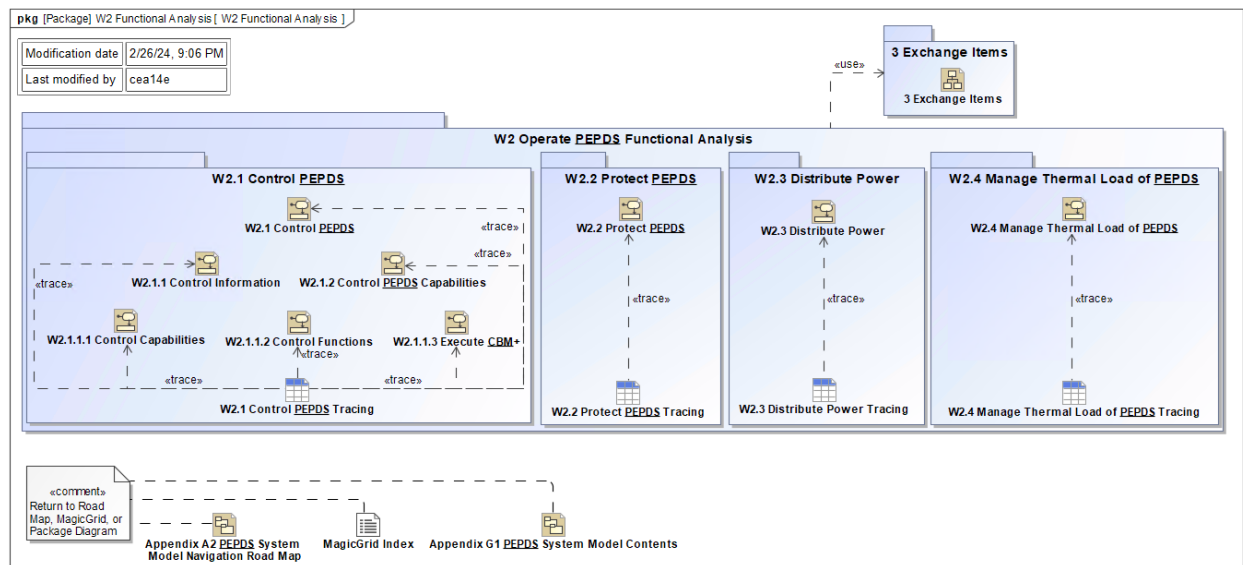 pkg [Package] W2 Functional Analysis [ W2 Functional Analysis ]
Modification date 2/26/24, 9:06 PM
Last modified by cea14e
3 Exchange Items
«use»
3 Exchange Items
W2 Operate PEPDS Functional Analysis
W2.1 Control PEPDS
W2.2 Protect PEPDS
W2.3 Distribute Power
W2.4 Manage Thermal Load of PEPDS
W2.1 Control PEPDS
«trace»
W2.2 Protect PEPDS
W2.3 Distribute Power
W2.4 Manage Thermal Load of PEPDS
«trace»
W2.1.1 Control Information
W2.1.2 Control PEPDS Capabilities
«trace»
«trace»
«trace»
«trace»
W2.1.1.1 Control Capabilities
W2.1.1.2 Control Functions
W2.1.1.3 Execute CBM+
«trace»
«trace»
«trace»
W2.1 Control PEPDS Tracing
W2.2 Protect PEPDS Tracing
W2.3 Distribute Power Tracing
W2.4 Manage Thermal Load of PEPDS Tracing
«comment»
Return to Road
Map, MagicGrid, or
Package Diagram
Appendix A2 PEPDS System
Model Navigation Road Map
MagicGrid Index
Appendix G1 PEPDS System Model Contents